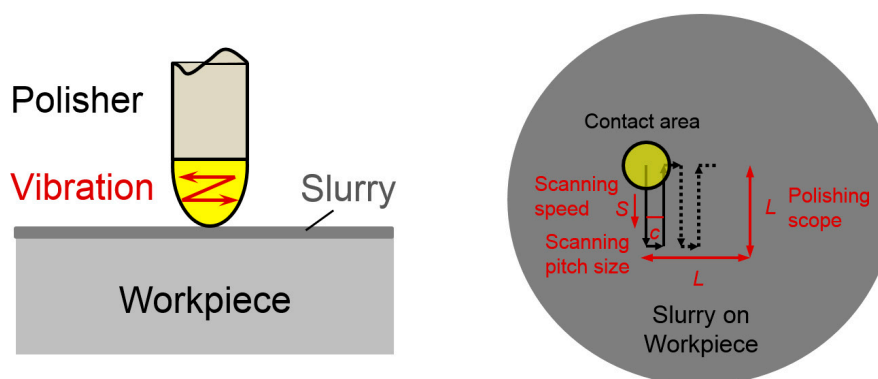 Polisher
Vibration
Slurry
Workpiece
Contact area
Scanning
speed
S
c
Scanning
pitch size
L
Polishing
scope
L
Slurry on
Workpiece